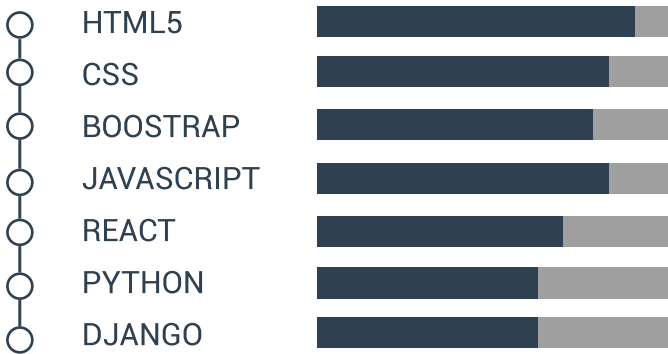 HTML5
CSS
BOOSTRAP
JAVASCRIPT
REACT
PYTHON
DJANGO